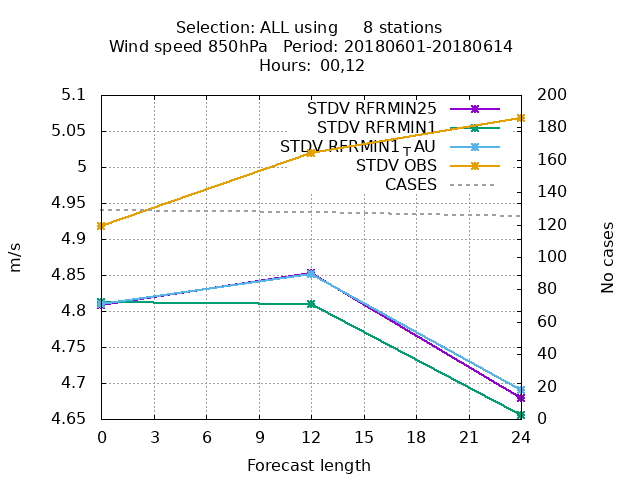 Selection: ALL using     8 stations
Wind speed 850hPa   Period: 20180601-20180614
Hours: 00,12
5.1
5.05
5
4.95
4.9
4.85
4.8
4.75
4.7
4.65
m/s
STDV RFRMIN25
STDV RFRMIN1
STDV RFRMIN1_TAU
STDV OBS
CASES
200
180
160
140
120
100
80
60
40
20
0
No cases
0 3 6 9 12 15 18 21 24
Forecast length